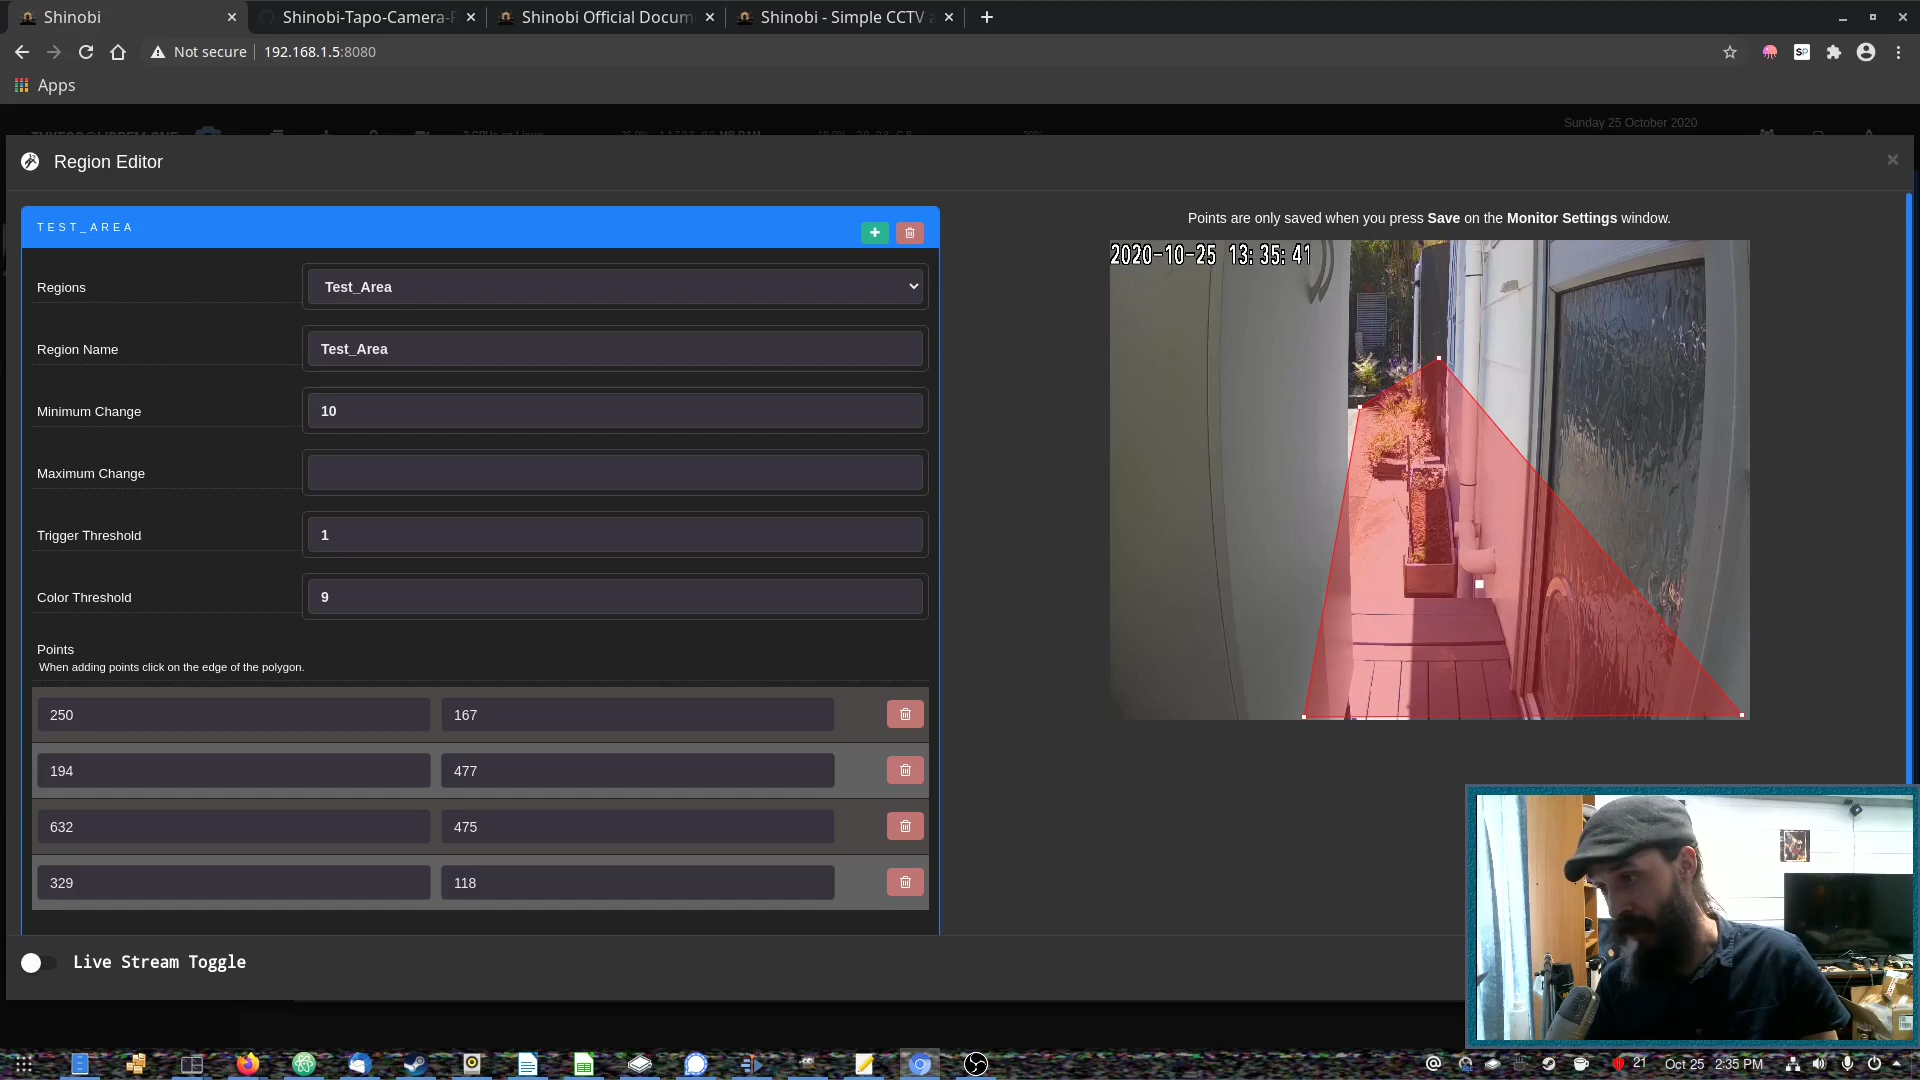 Shinobi
Shinobi-Tapo-Camera-
Shinobi Official Docum
Shinobi - Simple CCTV
Not secure
192.168.1.5:8080
SP
Apps
Sunday 25 October 2020
Region Editor
TEST_AREA
Regions
Test_Area
Region Name
Test_Area
Minimum Change
10
Maximum Change
Trigger Threshold
1
Color Threshold
9
Points
When adding points click on the edge of the polygon.
250 167
194 477
632 475
329 118
Live Stream Toggle
Points are only saved when you press Save on the Monitor Settings window.
2020-10-25 13:35:41
21
Oct 25 2:35 PM